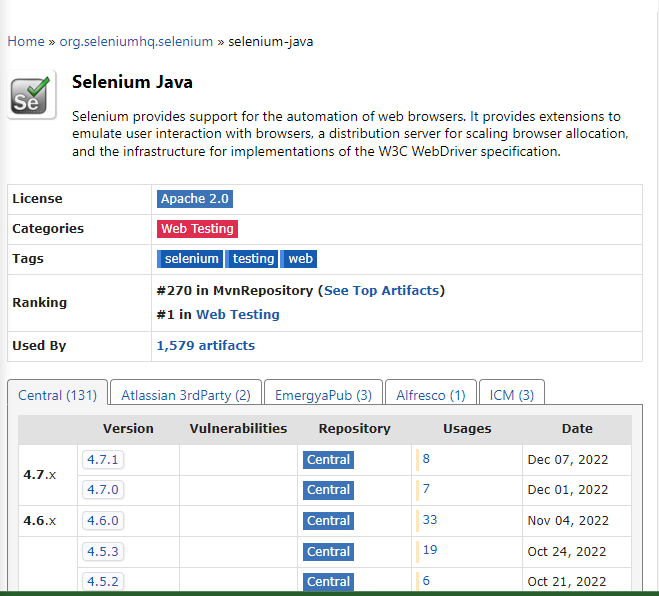 Home » org.seleniumhq.selenium » selenium-java
Se
Selenium Java
Selenium provides support for the automation of web browsers. It provides extensions to
emulate user interaction with browsers, a distribution server for scaling browser allocation,
and the infrastructure for implementations of the W3C WebDriver specification.
License Apache 2.0
Categories Web Testing
Tags selenium testing web
Ranking #270 in MvnRepository (See Top Artifacts)
#1 in Web Testing
Used By 1,579 artifacts
Central (131) Atlassian 3rdParty (2) EmergyaPub (3) Alfresco (1) ICM (3)
Version Vulnerabilities Repository Usages Date
4.7.x 4.7.1 Central 8 Dec 07, 2022
4.7.0 Central 7 Dec 01, 2022
4.6.x 4.6.0 Central 33 Nov 04, 2022
4.5.3 Central 19 Oct 24, 2022
4.5.2 Central 6 Oct 21, 2022